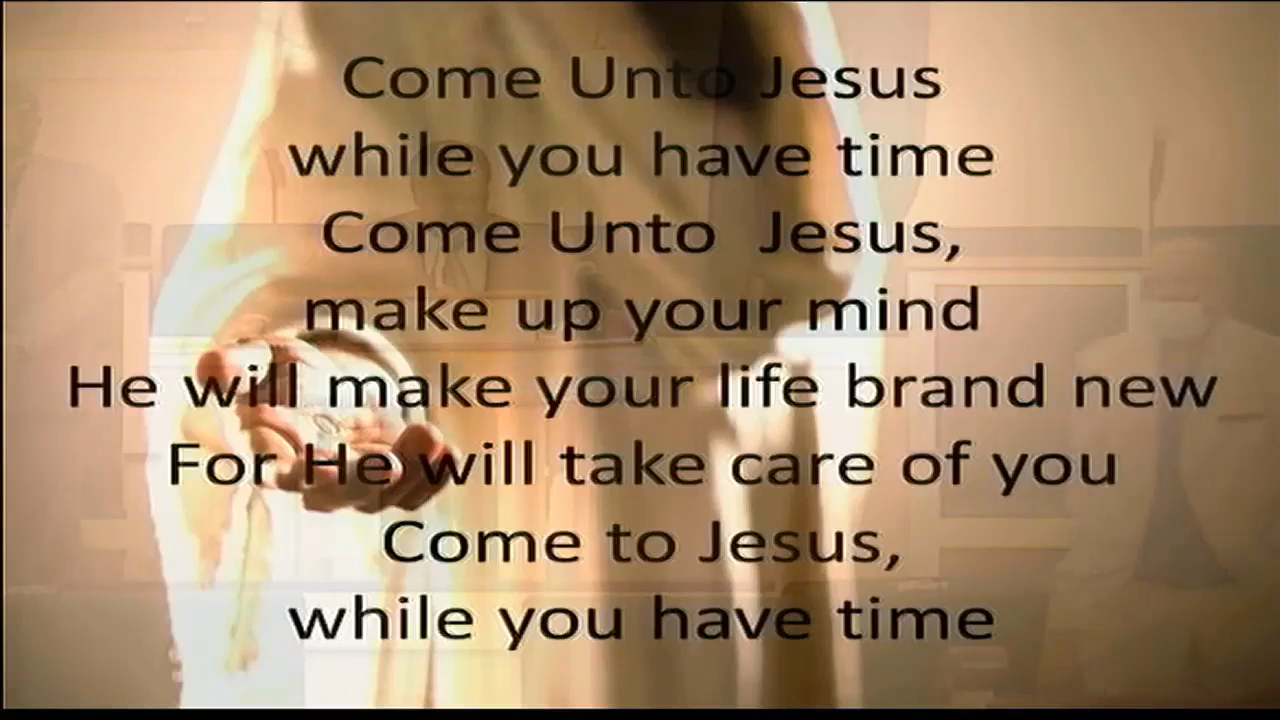 Come Unto Jesus
while you have time
Come Unto Jesus,
make up your mind
He will make your life brand new
For He will take care of you
Come to Jesus,
while you have time